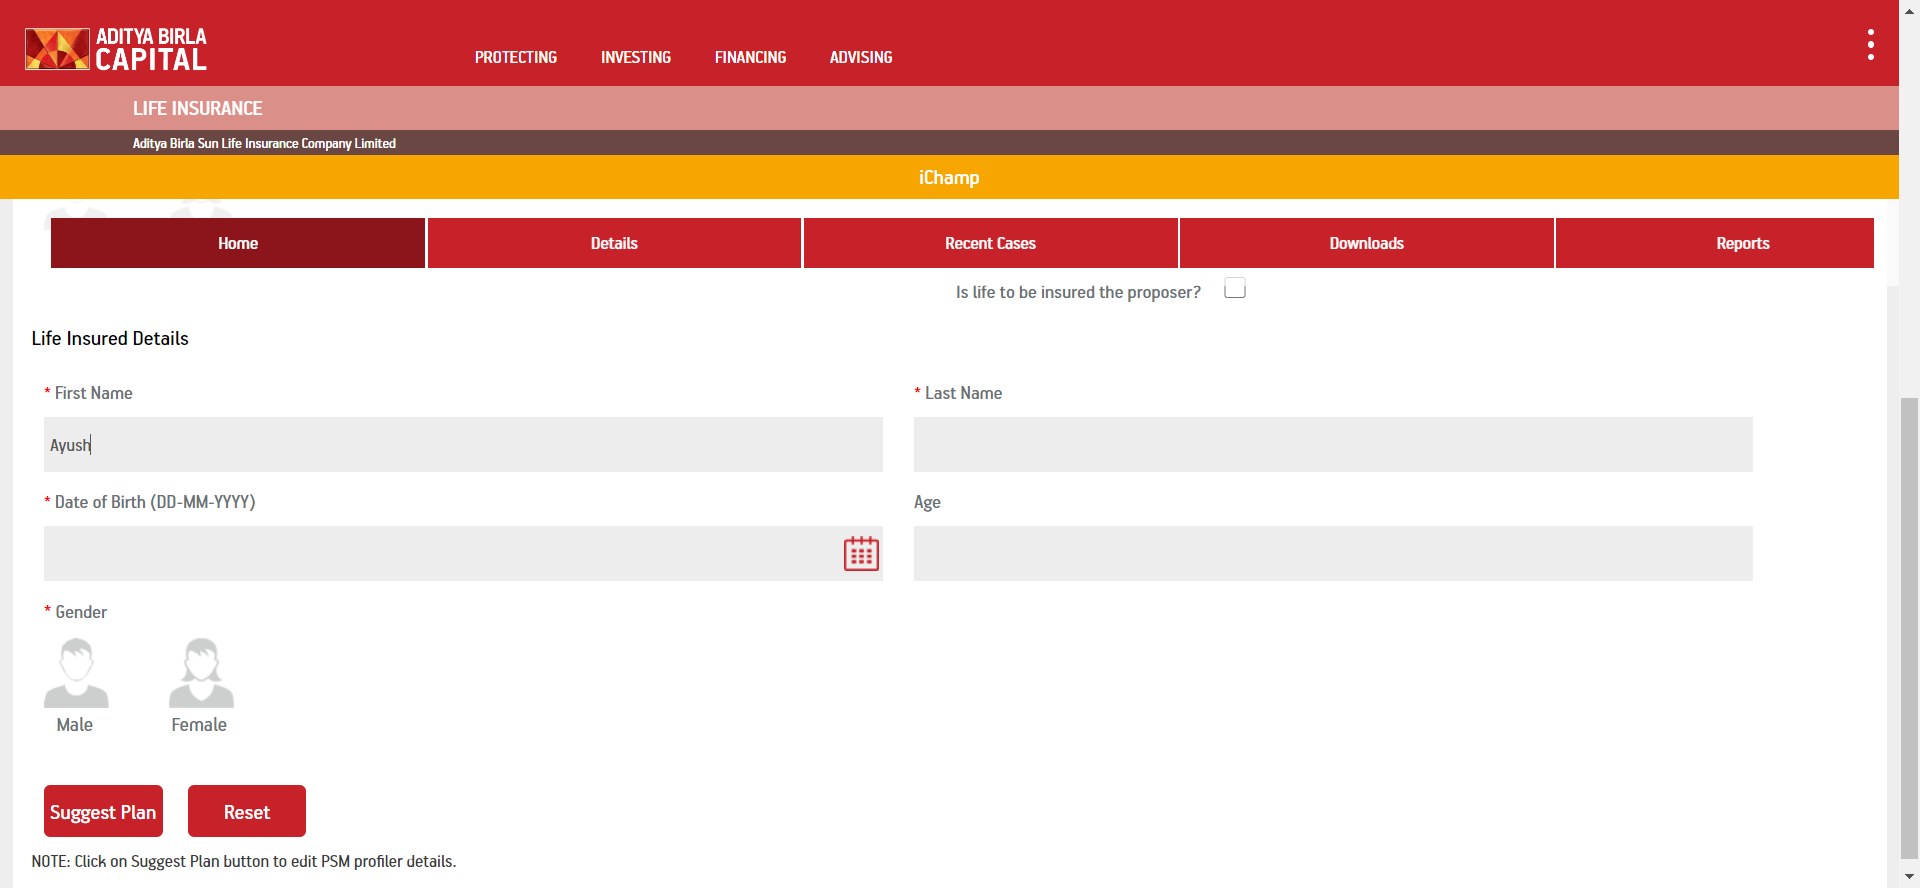 ADITYA BIRLA
CAPITAL
PROTECTING
INVESTING
FINANCING
ADVISING
LIFE INSURANCE
Aditya Birla Sun Life Insurance Company Limited
iChamp
Home
Details
Recent Cases
Downloads
Reports
Is life to be insured the proposer?
Life Insured Details
* First Name
* Last Name
Ayush
* Date of Birth (DD-MM-YYYY)
Age
* Gender
Male
Female
Suggest Plan
Reset
NOTE: Click on Suggest Plan button to edit PSM profiler details.